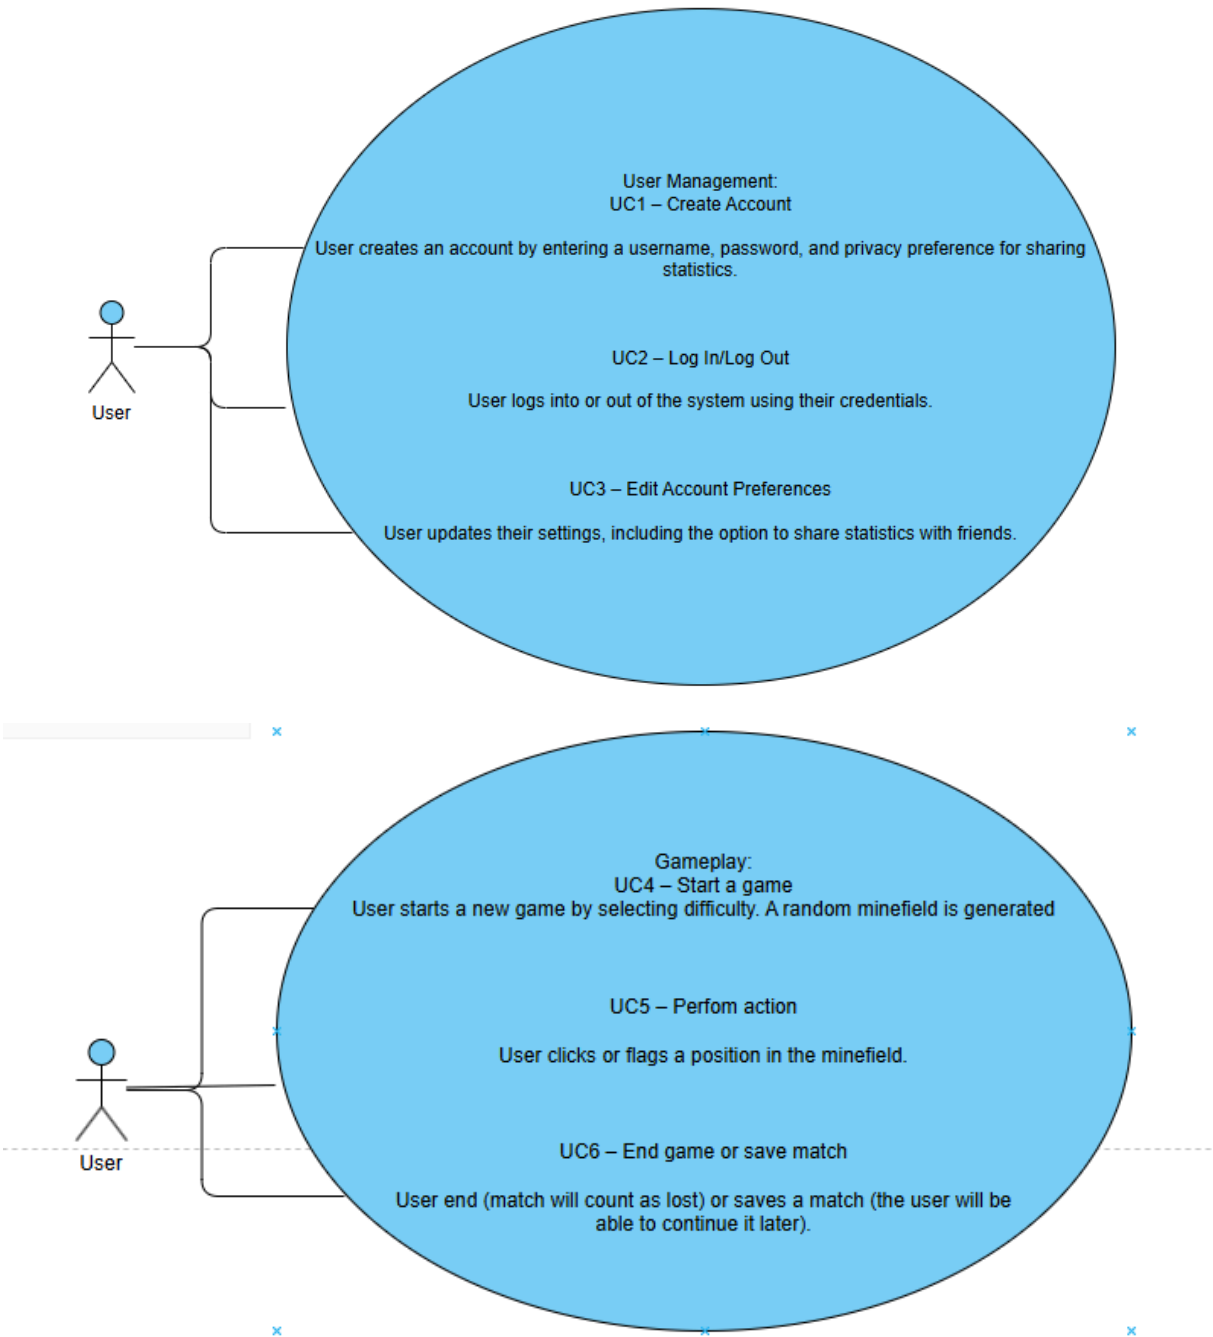 User Management:
UC1 – Create Account
User creates an account by entering a username, password, and privacy preference for sharing
statistics.
UC2 – Log In/Log Out
User logs into or out of the system using their credentials.
UC3 – Edit Account Preferences
User updates their settings, including the option to share statistics with friends.
User
Gameplay:
UC4 – Start a game
User starts a new game by selecting difficulty. A random minefield is generated
UC5 – Perfom action
User clicks or flags a position in the minefield.
UC6 – End game or save match
User end (match will count as lost) or saves a match (the user will be
able to continue it later).
User